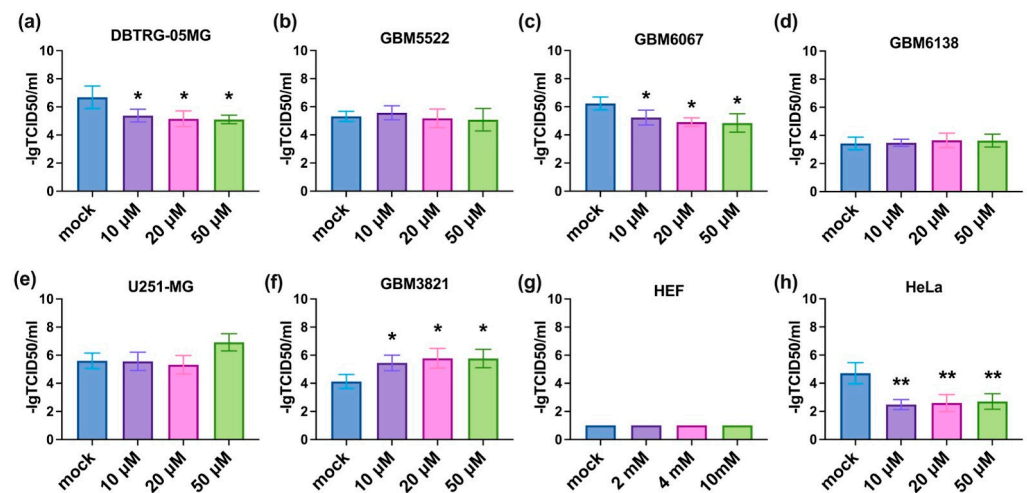 (a)
DBTRG-05MG
-lgTCID50/ml
10
8
6
4
2
0
* * *
mock 10 µM 20 µM 50 µM
(b)
GBM5522
-lgTCID50/ml
10
8
6
4
2
0
mock 10 µM 20 µM 50 µM
(c)
GBM6067
-lgTCID50/ml
10
8
6
4
2
0
* * *
mock 10 µM 20 µM 50 µM
(d)
GBM6138
-lgTCID50/ml
10
8
6
4
2
0
mock 10 µM 20 µM 50 µM
(e)
U251-MG
-lgTCID50/ml
10
8
6
4
2
0
mock 10 µM 20 µM 50 µM
(f)
GBM3821
-lgTCID50/ml
10
8
6
4
2
0
* * *
mock 10 µM 20 µM 50 µM
(g)
HEF
-lgTCID50/ml
10
8
6
4
2
0
mock 2 mM 4 mM 10mM
(h)
HeLa
-lgTCID50/ml
10
8
6
4
2
0
** ** **
mock 10 µM 20 µM 50 µM